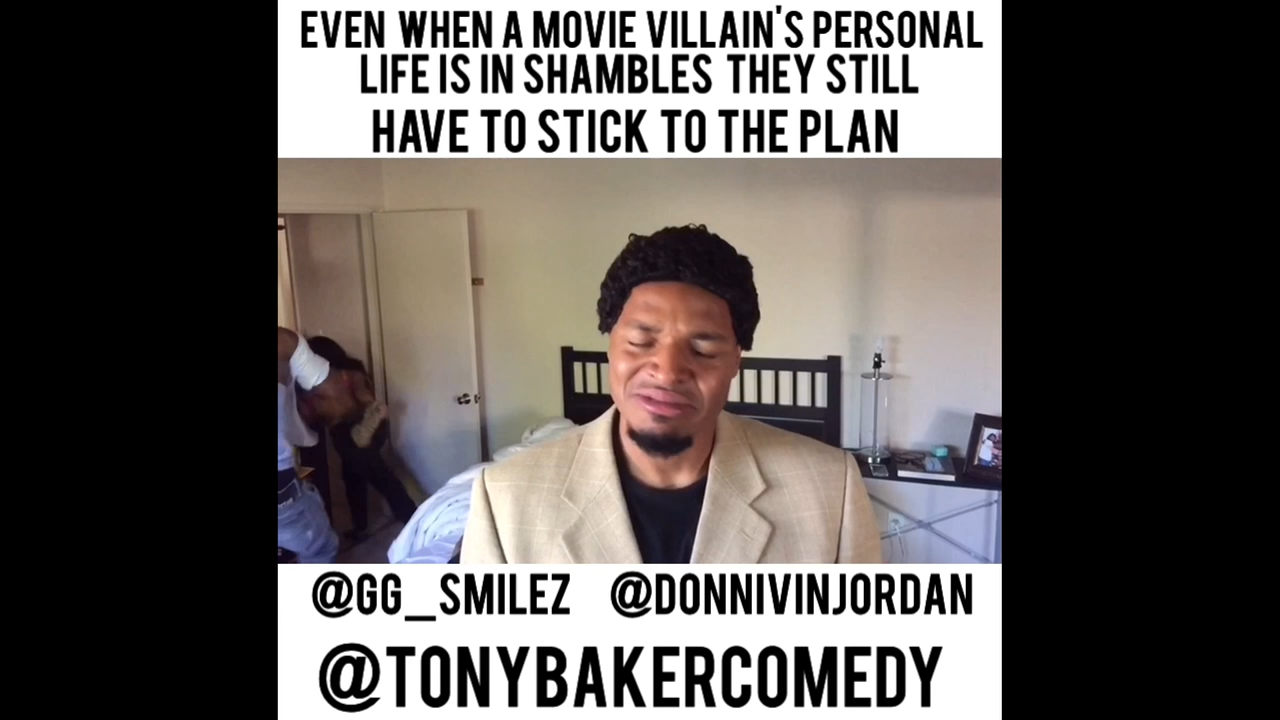 EVEN WHEN A MOVIE VILLAIN'S PERSONAL
LIFE IS IN SHAMBLES THEY STILL
HAVE TO STICK TO THE PLAN
@GG_SMILEZ @DONNIVINJORDAN
@TONYBAKERCOMEDY